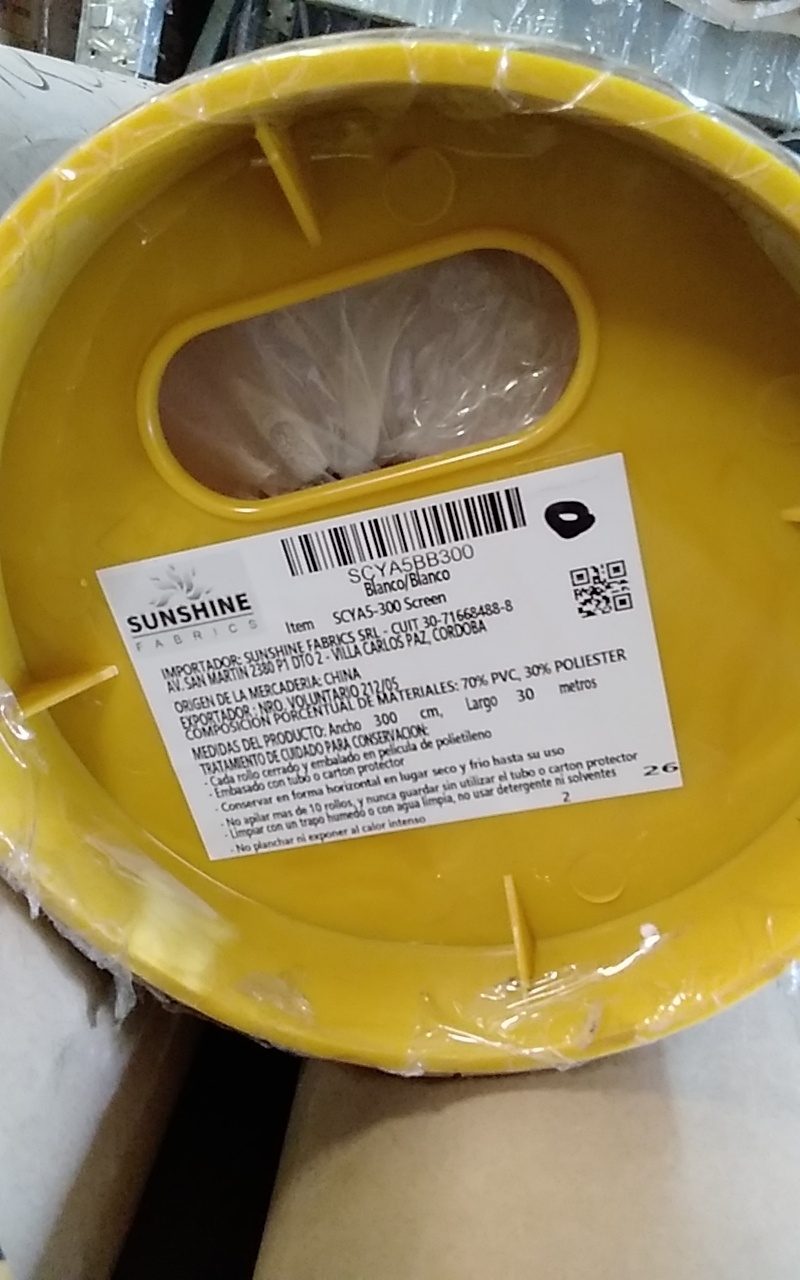 SCYA5BB300
Blanco/Blanco
SUNSHINE
FABRICS
Item SCYA5-300 Screen
IMPORTADOR: SUNSHINE FABRICS SRL - CUIT 30-71668488-8
AV. SAN MARTIN 2380 P1 DTO 2 - VILLA CARLOS PAZ, CORDOBA
ORIGEN DE LA MERCADERIA: CHINA
EXPORTADOR: NRO. VOLUNTARIO 212/05
COMPOSICION PORCENTUAL DE MATERIALES: 70% PVC, 30% POLIESTER
MEDIDAS DEL PRODUCTO: Ancho 300 cm, Largo 30 metros
TRATAMIENTO DE CUIDADO PARA CONSERVACION:
- Cada rollo cerrado y embalado en pelicula de polietileno
- Embasado con tubo o carton protector
- Conservar en forma horizontal en lugar seco y frio hasta su uso
- No apilar mas de 10 rollos, y nunca guardar sin utilizar el tubo o carton protector
- Limpiar con un trapo humedo o con agua limpia, no usar detergente ni solventes
- No planchar ni exponer al calor intenso
2
26